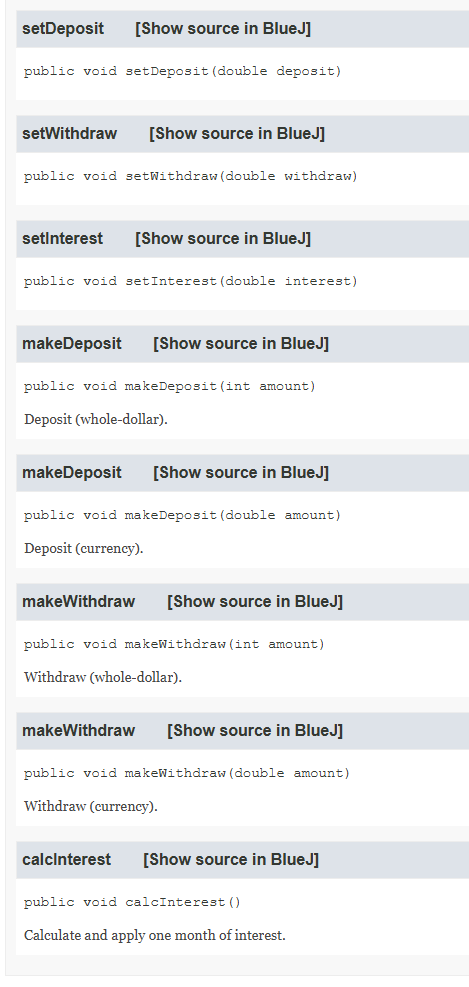 setDeposit [Show source in BlueJ]
public void setDeposit(double deposit)
setWithdraw [Show source in BlueJ]
public void setWithdraw(double withdraw)
setInterest [Show source in BlueJ]
public void setInterest(double interest)
makeDeposit [Show source in BlueJ]
public void makeDeposit(int amount)
Deposit (whole-dollar).
makeDeposit [Show source in BlueJ]
public void makeDeposit(double amount)
Deposit (currency).
makeWithdraw [Show source in BlueJ]
public void makeWithdraw(int amount)
Withdraw (whole-dollar).
makeWithdraw [Show source in BlueJ]
public void makeWithdraw(double amount)
Withdraw (currency).
calcInterest [Show source in BlueJ]
public void calcInterest()
Calculate and apply one month of interest.